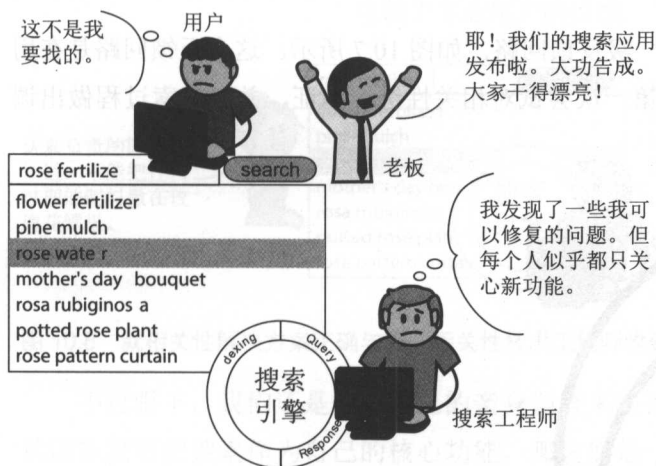 用户
这不是我
要找的。
耶！我们的搜索应用
发布啦。大功告成。
大家干得漂亮！
老板
rose fertilize
search
flower fertilizer
pine mulch
rose wate r
mother's day bouquet
rosa rubiginos a
potted rose plant
rose pattern curtain
我发现了一些我可
以修复的问题。但
每个人似乎都只关
心新功能。
dexing
Query
搜索
引擎
Response
搜索工程师